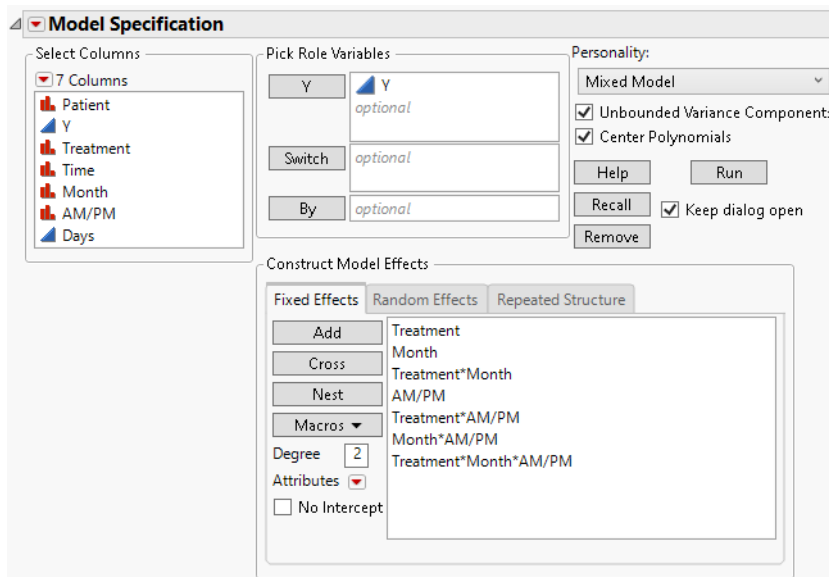 Model Specification
Select Columns
7 Columns
Patient
Y
Treatment
Time
Month
AM/PM
Days
Pick Role Variables
Y
Y
optional
Switch
optional
By
optional
Personality:
Mixed Model
Unbounded Variance Components
Center Polynomials
Help
Run
Recall
Keep dialog open
Remove
Construct Model Effects
Fixed Effects
Random Effects
Repeated Structure
Add
Cross
Nest
Macros
Degree
2
Attributes
No Intercept
Treatment
Month
Treatment*Month
AM/PM
Treatment*AM/PM
Month*AM/PM
Treatment*Month*AM/PM